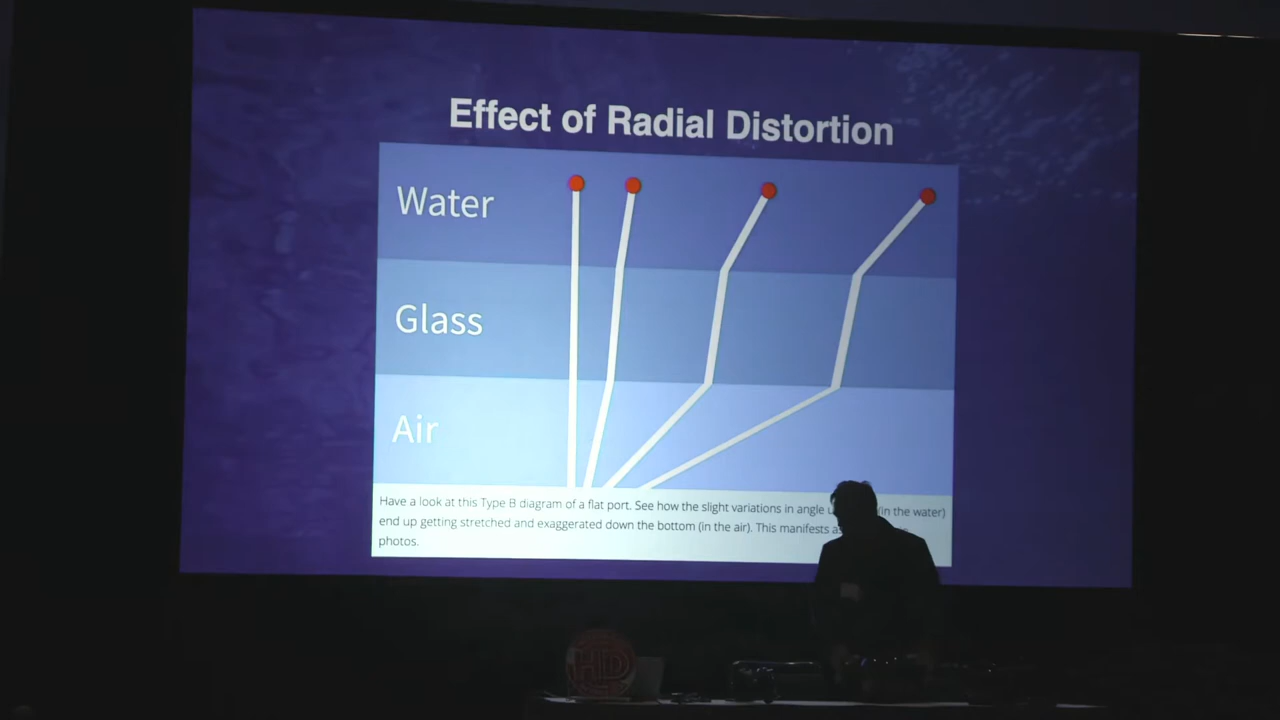 Effect of Radial Distortion
Water
Glass
Air
Have a look at this Type B diagram of a flat port. See how the slight variations in angle (in the water)
end up getting stretched and exaggerated down the bottom (in the air). This manifests
photos.
HD